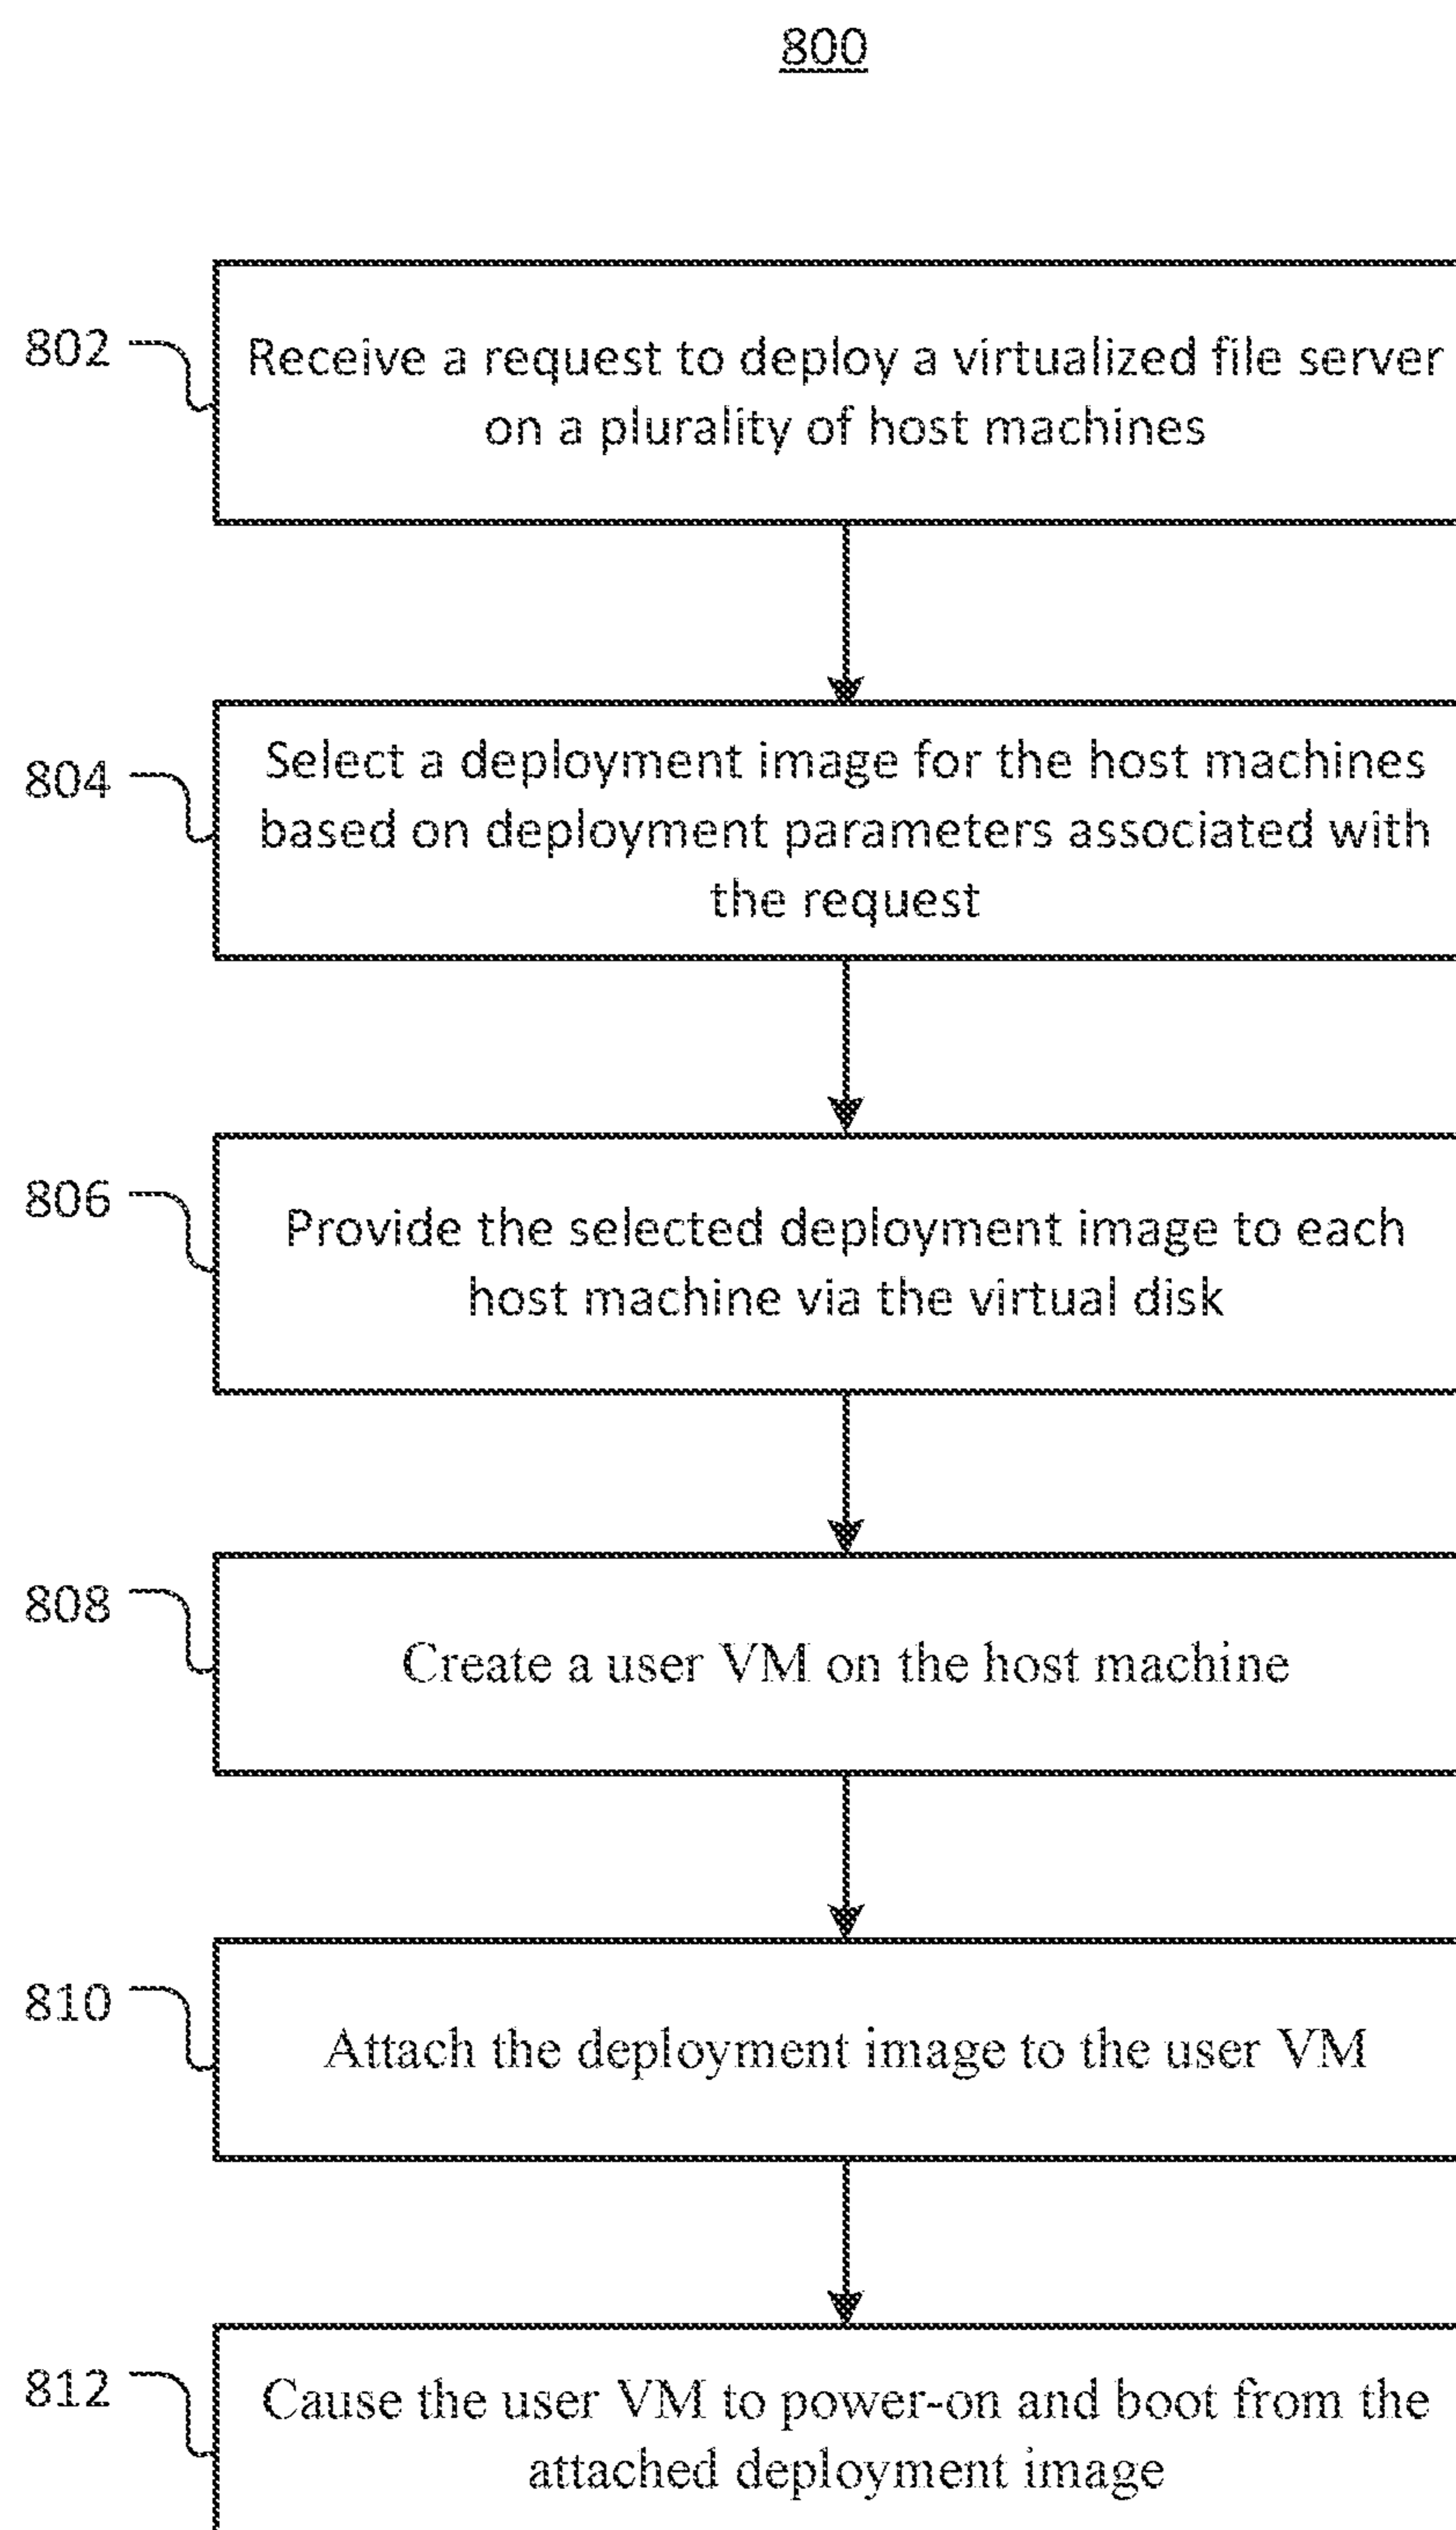 800
802
Receive a request to deploy a virtualized file server
on a plurality of host machines
804
Select a deployment image for the host machines
based on deployment parameters associated with
the request
806
Provide the selected deployment image to each
host machine via the virtual disk
808
Create a user VM on the host machine
810
Attach the deployment image to the user VM
812
Cause the user VM to power-on and boot from the
attached deployment image